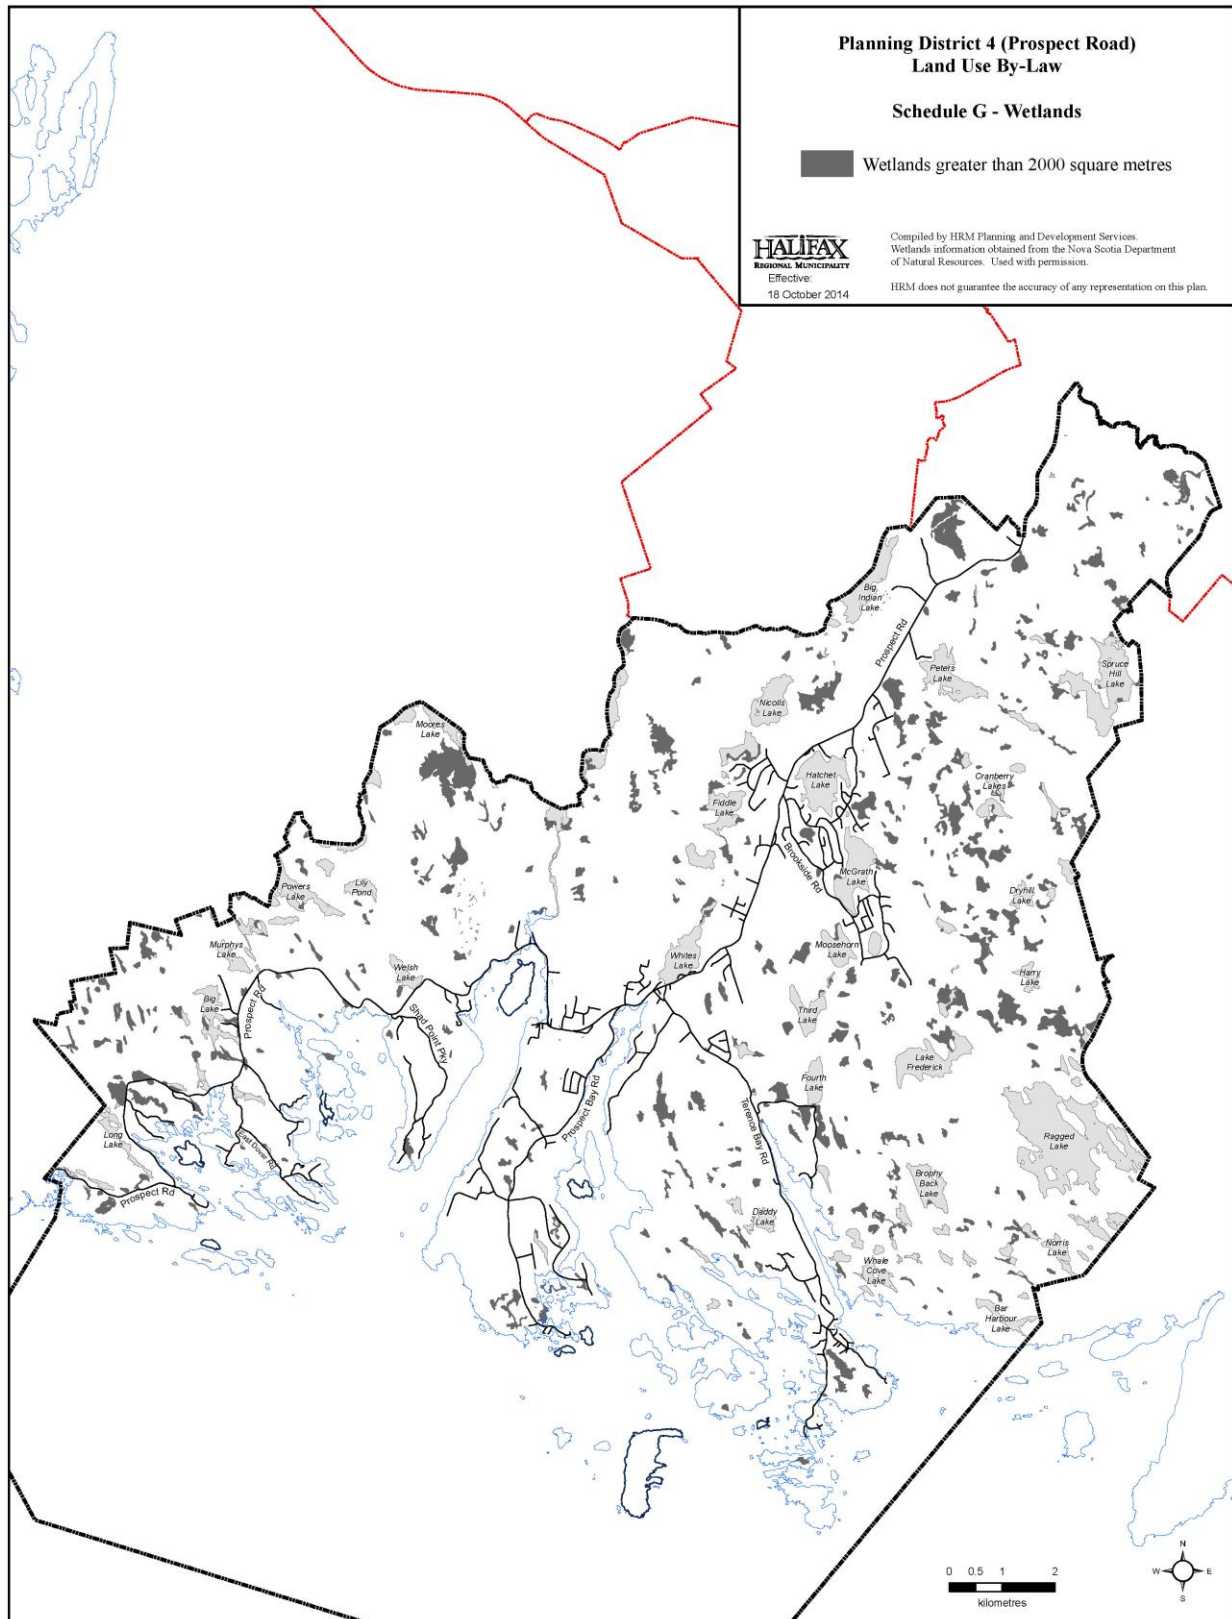 Planning District 4 (Prospect Road)
Land Use By-Law
Schedule G - Wetlands
Wetlands greater than 2000 square metres
HALIFAX
REGIONAL MUNICIPALITY
Effective:
18 October 2014
Compiled by HRM Planning and Development Services.
Wetlands information obtained from the Nova Scotia Department
of Natural Resources. Used with permission.
HRM does not guarantee the accuracy of any representation on this plan.
Big
Indian
Lake
Prospect Rd
Peters
Lake
Spruce
Hill
Lake
Nicolls
Lake
Moores
Lake
Hatchet
Lake
Cranberry
Lakes
Fiddle
Lake
Brookside Rd
McGrath
Lake
Powers
Lake
Lily
Pond
Dryhill
Lake
Murphys
Lake
Moosehorn
Lake
Whites
Lake
Welsh
Lake
Harry
Lake
Big
Lake
Prospect Rd
Shad Point Pky
Third
Lake
Lake
Frederick
Fourth
Lake
Prospect Bay Rd
Terence Bay Rd
Long
Lake
East Dover Rd
Ragged
Lake
Brophy
Back
Lake
Prospect Rd
Daddy
Lake
Norris
Lake
Whale
Cove
Lake
Bar
Harbour
Lake
N
W E
S
0 0.5 1 2
kilometres